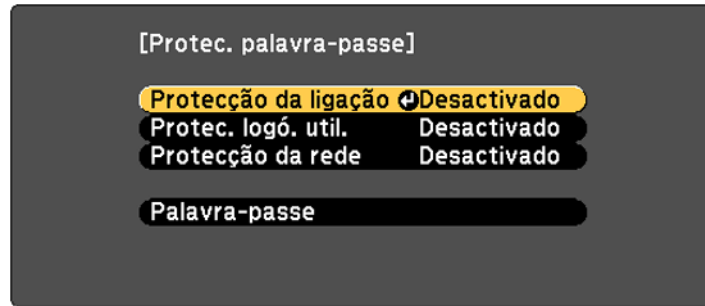 [Protec. palavra-passe]
Protecção da ligação Desactivado
Protec. logó. util. Desactivado
Protecção da rede Desactivado
Palavra-passe